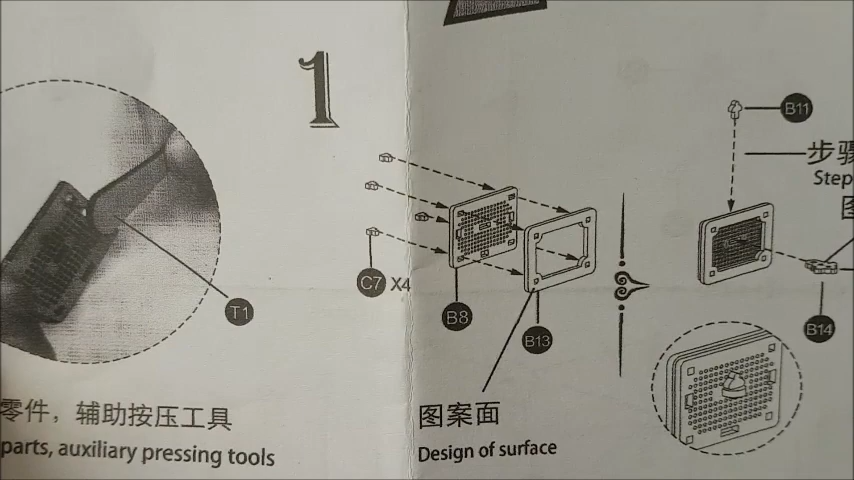 1
B11
步骤
Step
C7 X4
B8
T1
B13
B14
零件，辅助按压工具
parts, auxiliary pressing tools
图案面
Design of surface